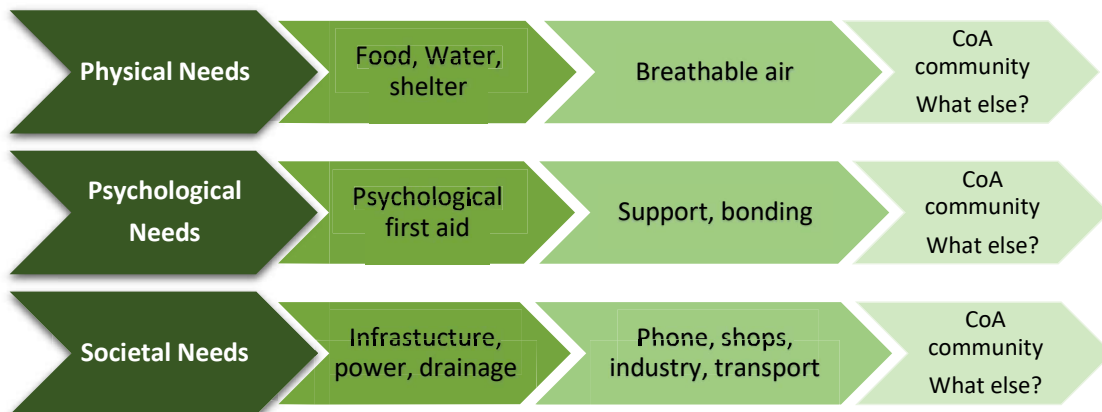 Physical Needs
Food, Water,
shelter
Breathable air
CoA
community
What else?
Psychological
Needs
Psychological
first aid
Support, bonding
CoA
community
What else?
Societal Needs
Infrastucture,
power, drainage
Phone, shops,
industry, transport
CoA
community
What else?